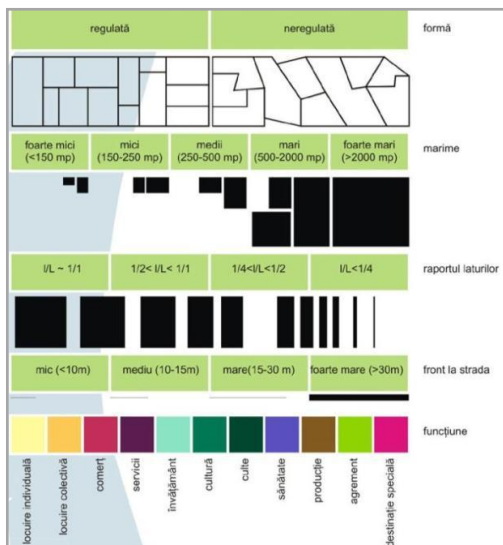 regulată neregulată formă
foarte mici mici medii mari foarte mari marime
(<150 mp) (150-250 mp) (250-500 mp) (500-2000 mp) (>2000 mp)
l/L ~ 1/1 1/2< l/L< 1/1 1/4<l/L<1/2 l/L<1/4 raportul laturilor
mic (<10m) mediu (10-15m) mare(15-30 m) foarte mare (>30m) front la strada
funcțiune
locuire individuală
locuire colectivă
comerț
servicii
învățământ
cultură
culte
sănătate
producție
agrement
destinație specială